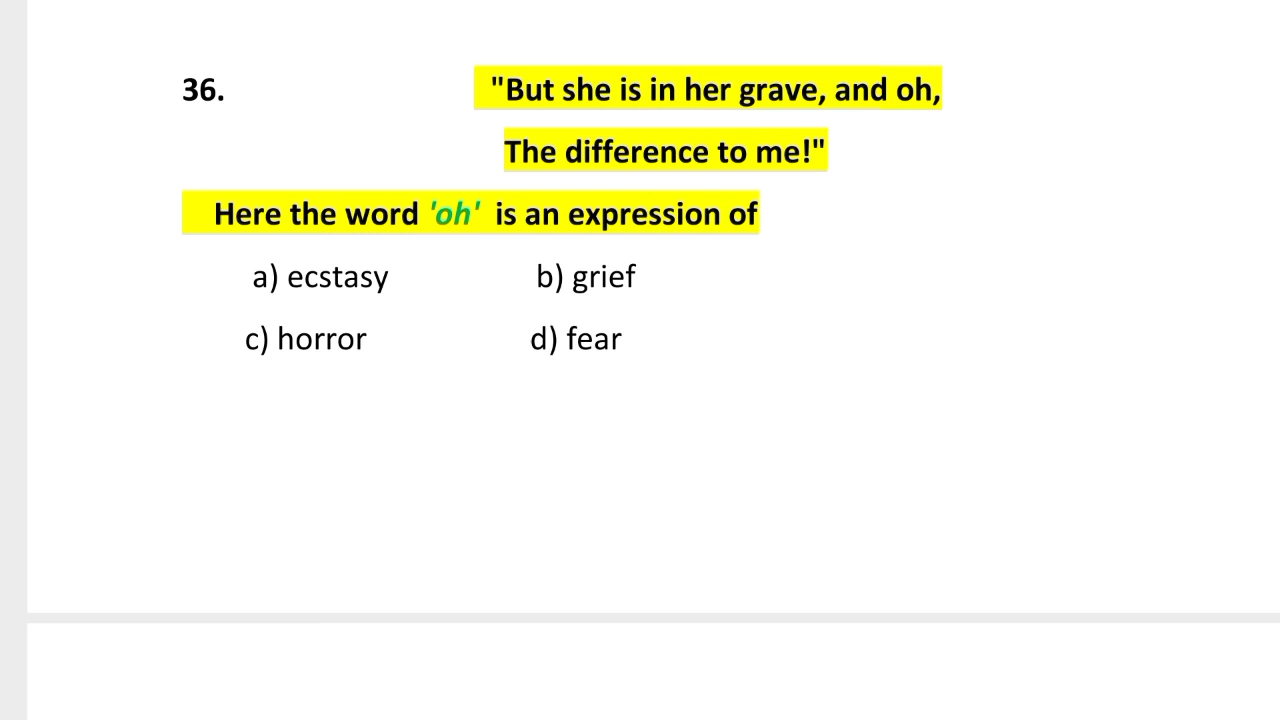 36. "But she is in her grave, and oh,
The difference to me!"
Here the word 'oh' is an expression of
a) ecstasy b) grief
c) horror d) fear